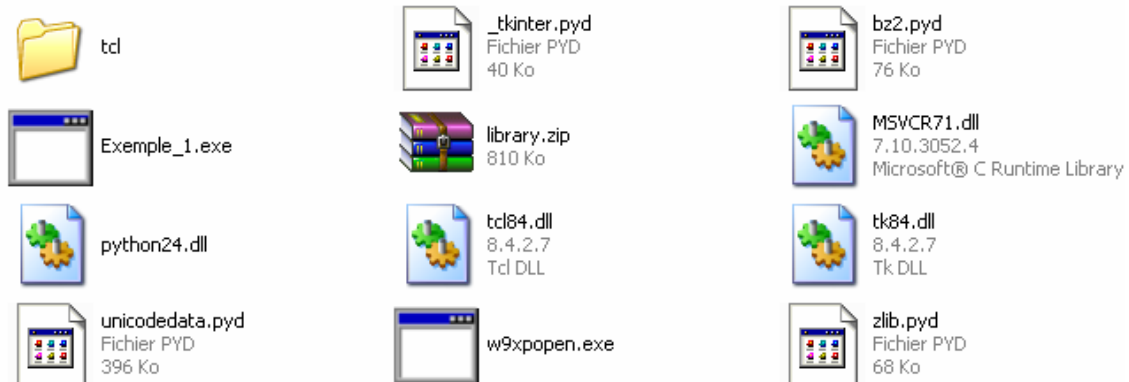 tcl
_tkinter.pyd
Fichier PYD
40 Ko
bz2.pyd
Fichier PYD
76 Ko
Exemple_1.exe
library.zip
810 Ko
MSVCR71.dll
7.10.3052.4
Microsoft® C Runtime Library
python24.dll
tcl84.dll
8.4.2.7
Tcl DLL
tk84.dll
8.4.2.7
Tk DLL
unicodedata.pyd
Fichier PYD
396 Ko
w9xpopen.exe
zlib.pyd
Fichier PYD
68 Ko